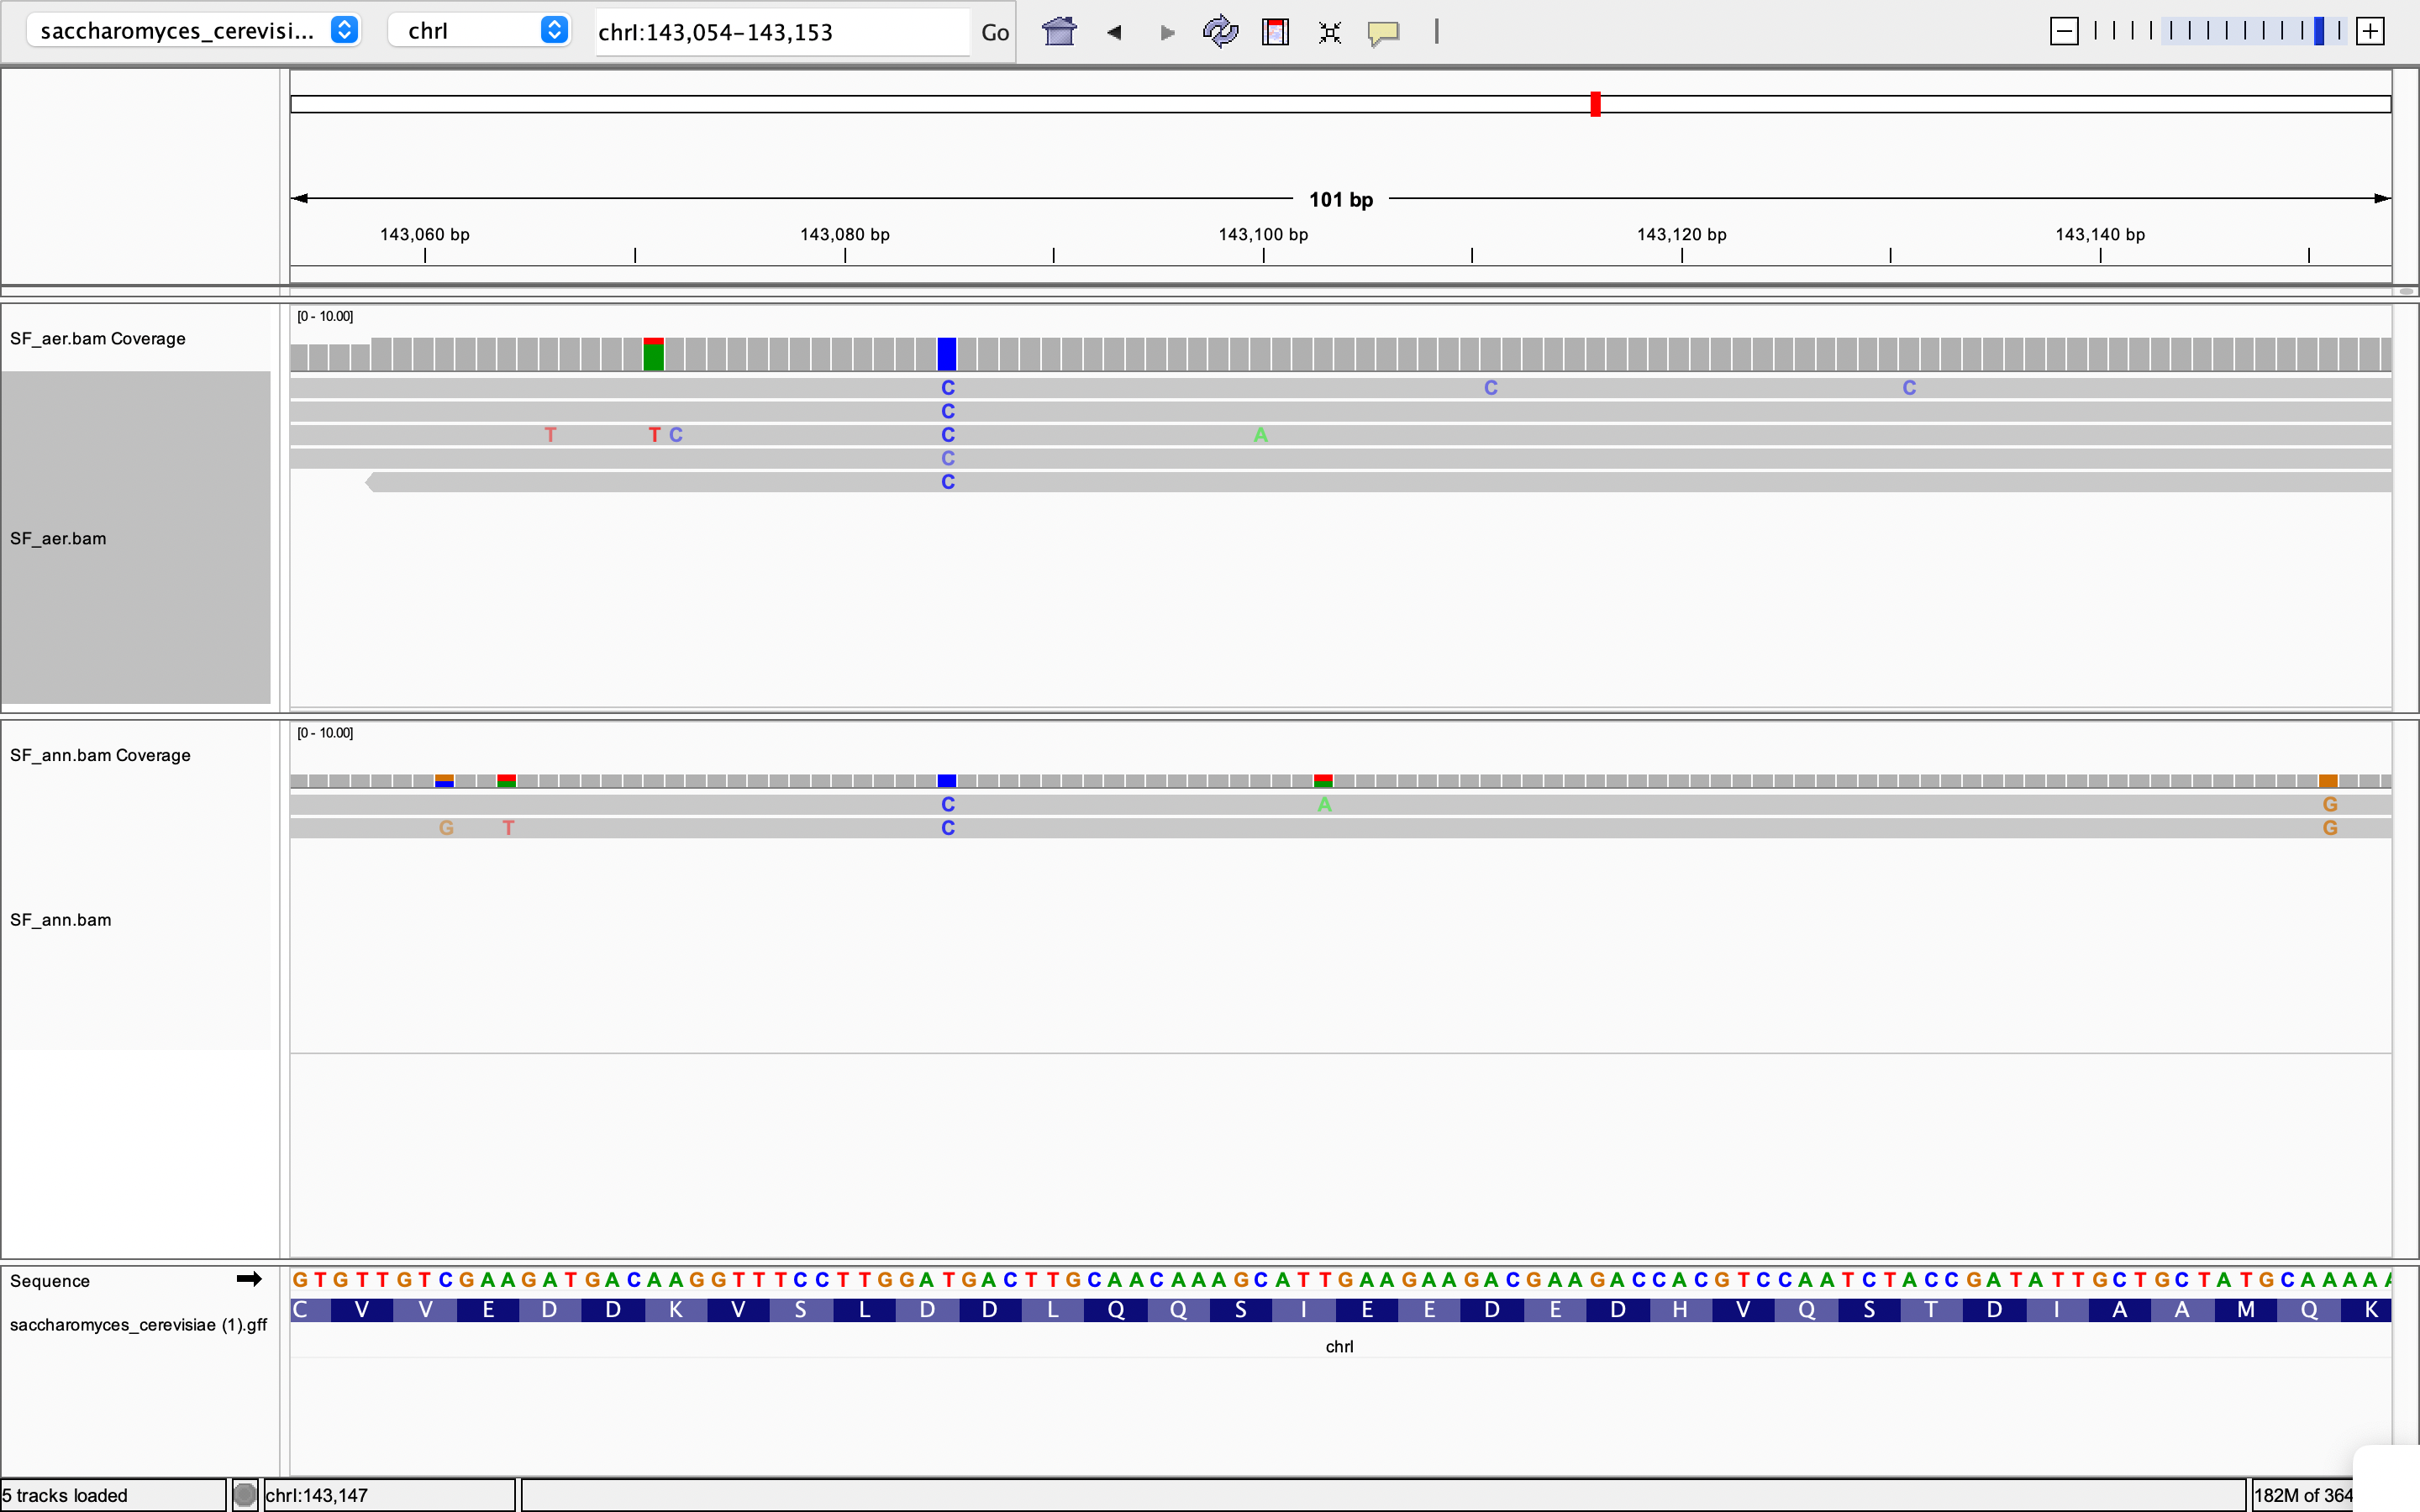 saccharomyces_cerevisi... chrI chrI:143,054-143,153 Go
101 bp
143,060 bp 143,080 bp 143,100 bp 143,120 bp 143,140 bp
[0 - 10.00]
SF_aer.bam Coverage
C C C
C
T T C C A
C
SF_aer.bam
C
[0 - 10.00]
SF_ann.bam Coverage
C A G
G T C G
SF_ann.bam
Sequence GTGTTGTCGAAGATGACAAGGTTTCCTTGGATGACTTGCAACAAAGCATTGAAGAAGACGAAGACCACGTCCAATCTACCGATATTGCTGCTATGCAAAAA
C V V E D D K V S L D D L Q Q S I E E D E D H V Q S T D I A A M Q K
saccharomyces_cerevisiae (1).gff
chrI
5 tracks loaded chrI:143,147 182M of 364